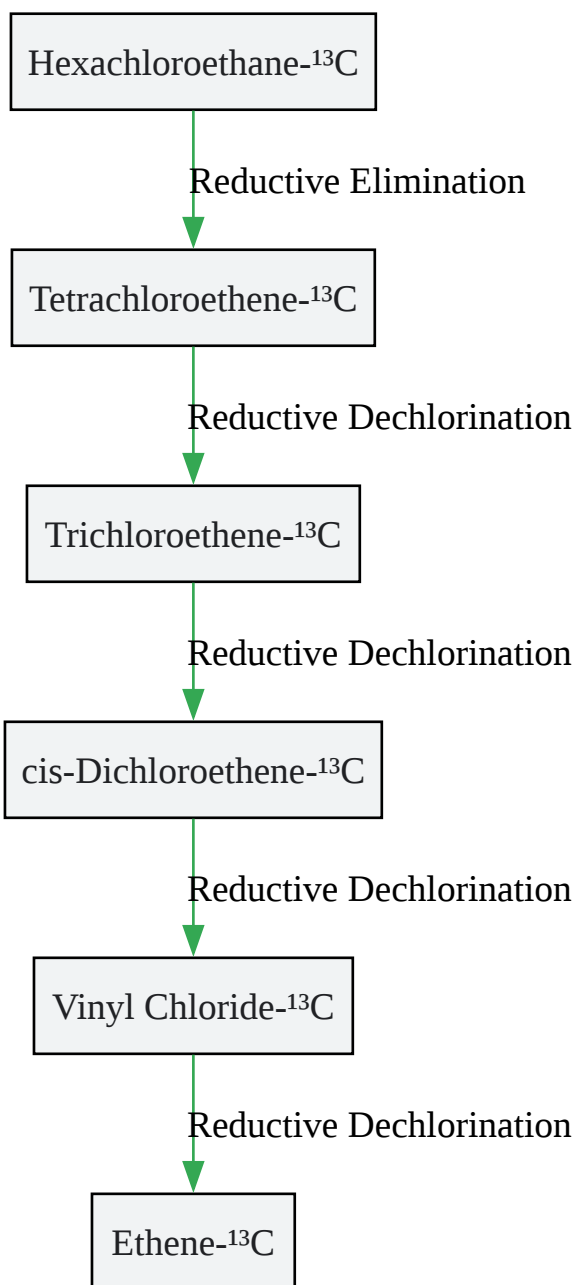 Hexachloroethane-¹³C
Reductive Elimination
Tetrachloroethene-¹³C
Reductive Dechlorination
Trichloroethene-¹³C
Reductive Dechlorination
cis-Dichloroethene-¹³C
Reductive Dechlorination
Vinyl Chloride-¹³C
Reductive Dechlorination
Ethene-¹³C